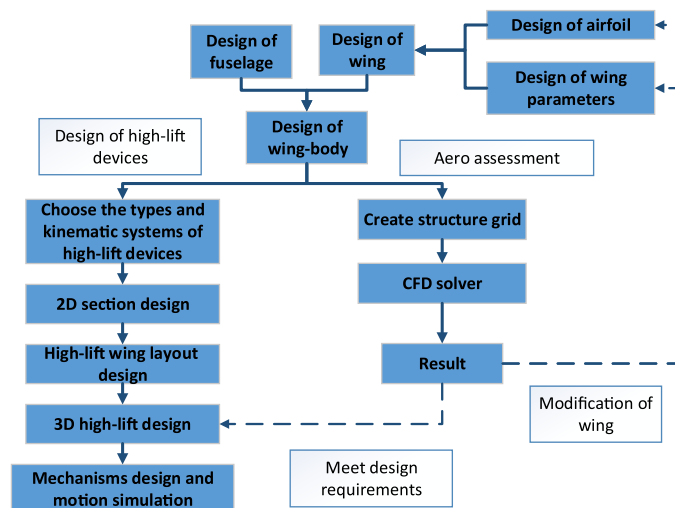 Design of
fuselage
Design of
wing
Design of airfoil
Design of wing
parameters
Design of
wing-body
Design of high-lift
devices
Aero assessment
Choose the types and
kinematic systems of
high-lift devices
Create structure grid
2D section design
CFD solver
High-lift wing layout
design
Result
3D high-lift design
Modification of
wing
Mechanisms design and
motion simulation
Meet design
requirements